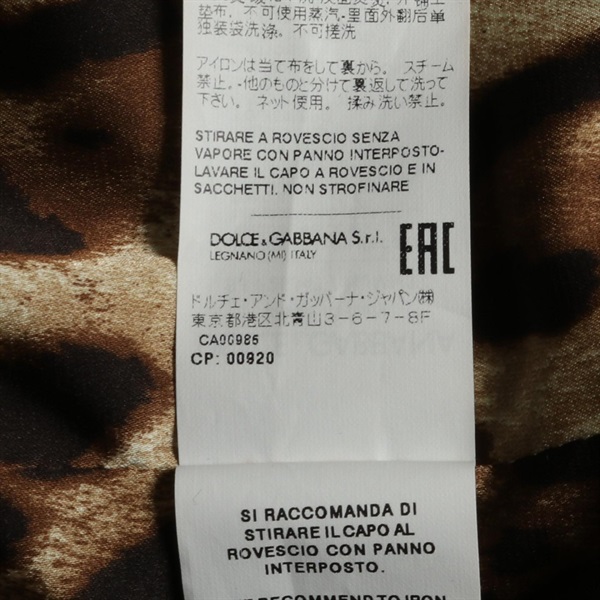 垫布。不可使用蒸汽-里面外翻后单
独装袋洗涤。不可搓洗
アイロンは当て布をして裏から。スチーム
禁止。-他のものと分けて裏返して洗って
下さい。ネット使用。揉み洗い禁止。
STIRARE A ROVESCIO SENZA
VAPORE CON PANNO INTERPOSTO-
LAVARE IL CAPO A ROVESCIO E IN
SACCHETTI. NON STROFINARE
DOLCE & GABBANA S.r.l.
LEGNANO (MI) ITALY
EAC
ドルチェ・アンド・ガッバーナ・ジャパン㈱
東京都港区北青山3-6-7-8F
CA00985
CP: 00920
SI RACCOMANDA DI
STIRARE IL CAPO AL
ROVESCIO CON PANNO
INTERPOSTO.
RECOMMEND TO IRON